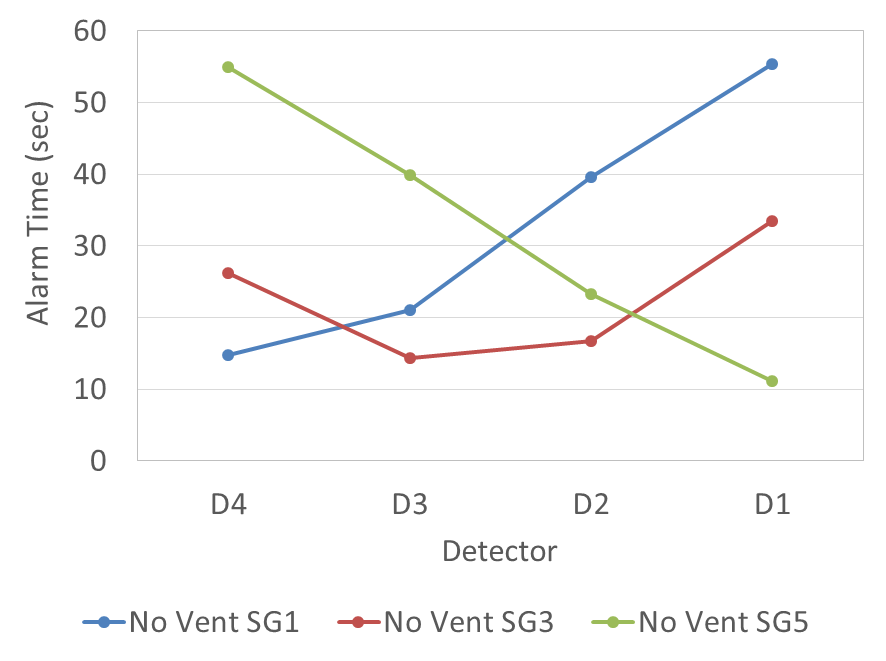 60
50
40
30
20
10
0
Alarm Time (sec)
D4 D3 D2 D1
Detector
No Vent SG1 No Vent SG3 No Vent SG5